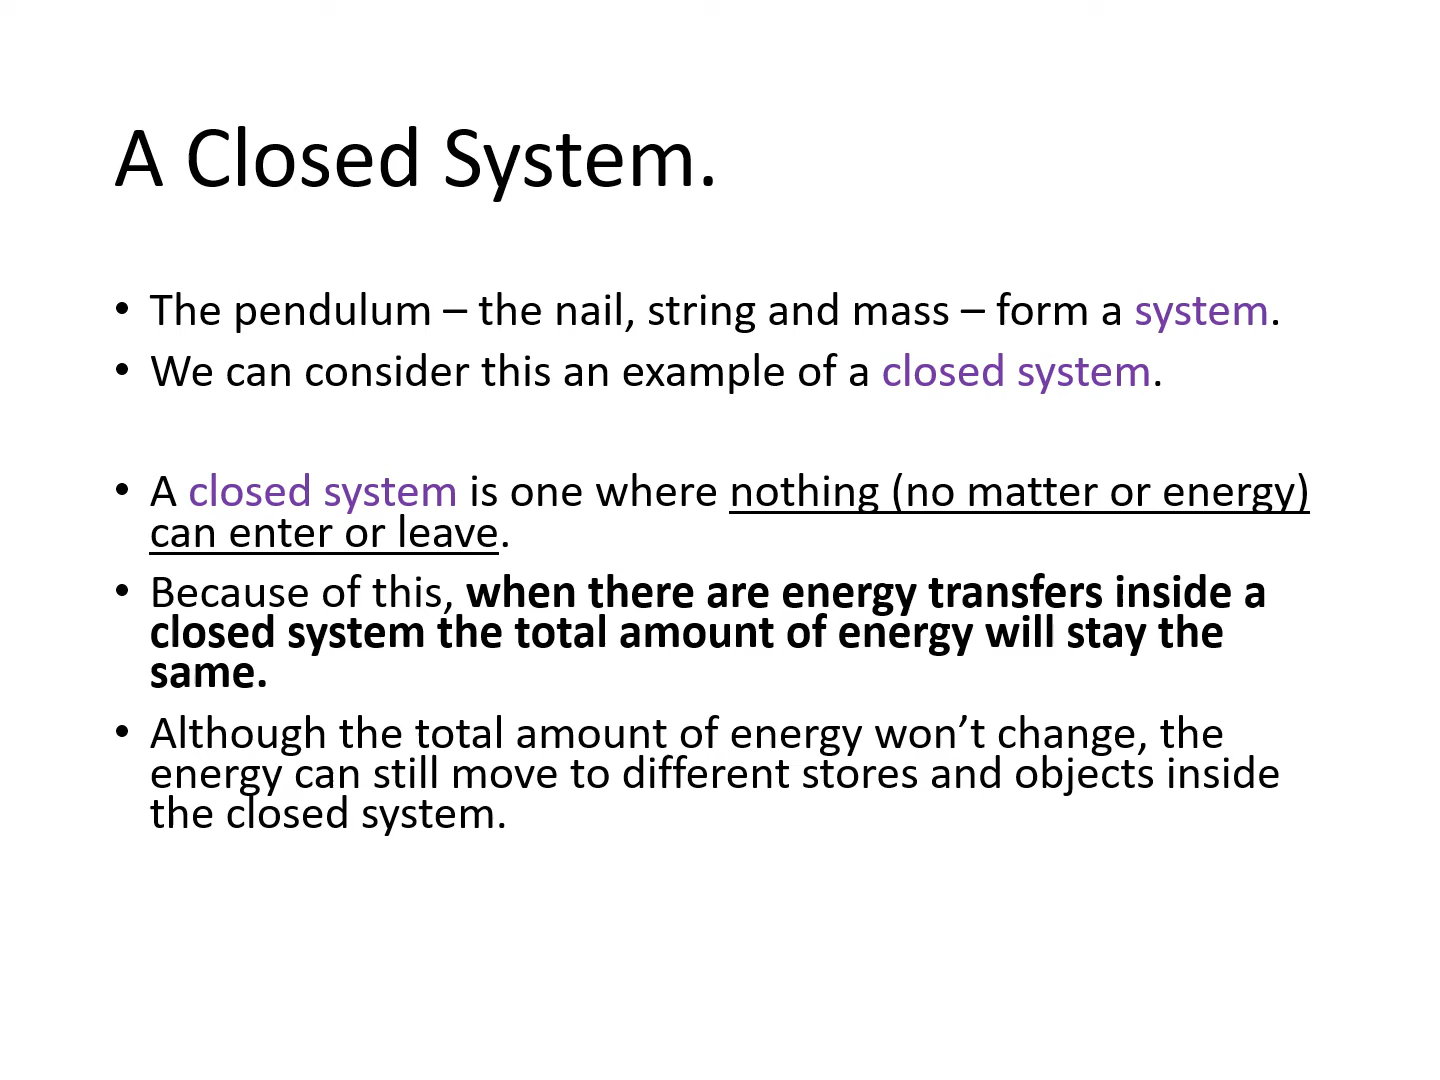 A Closed System.
• The pendulum – the nail, string and mass – form a system.
• We can consider this an example of a closed system.
• A closed system is one where nothing (no matter or energy)
can enter or leave.
• Because of this, when there are energy transfers inside a
closed system the total amount of energy will stay the
same.
• Although the total amount of energy won’t change, the
energy can still move to different stores and objects inside
the closed system.